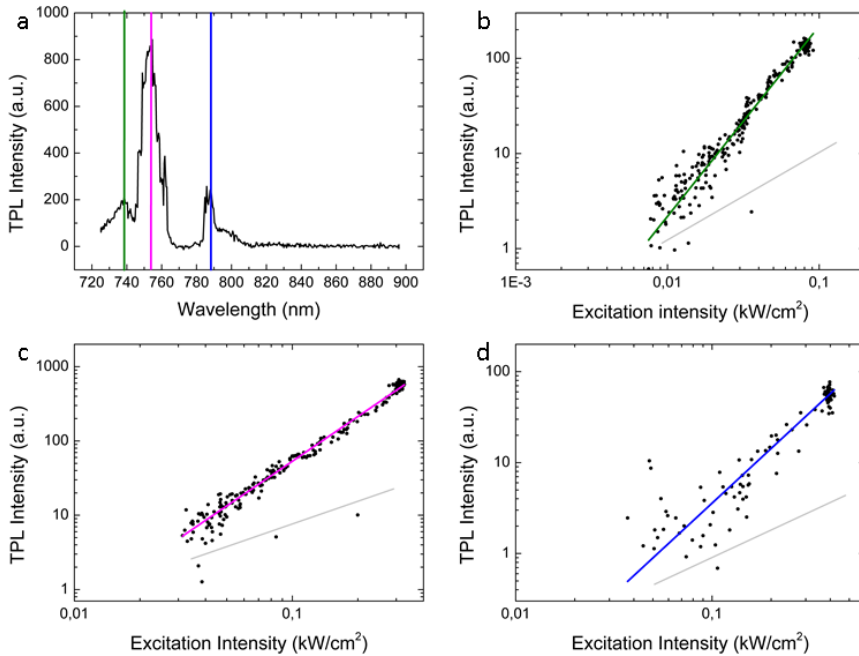 a
1000
800
600
400
200
0
TPL Intensity (a.u.)
720 740 760 780 800 820 840 860 880 900
Wavelength (nm)
b
100
10
1
TPL Intensity (a.u.)
1E-3 0,01 0,1
Excitation intensity (kW/cm²)
c
1000
100
10
1
TPL Intensity (a.u.)
0,01 0,1
Excitation Intensity (kW/cm²)
d
100
10
1
TPL Intensity (a.u.)
0,01 0,1
Excitation Intensity (kW/cm²)